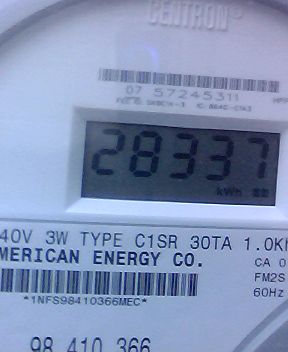 CENTRON®
07 57245311
28337
kWh
40V 3W TYPE C1SR 30TA 1.0Kh
MERICAN ENERGY CO.
CA 0
FM2S
60Hz
*1NFS98410366MEC*
98 410 366